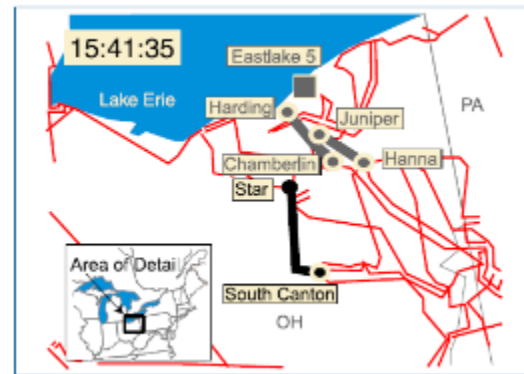 15:41:35
Eastlake 5
Lake Erie
Harding
PA
Juniper
Chamberlin
Hanna
Star
Area of Detail
South Canton
OH